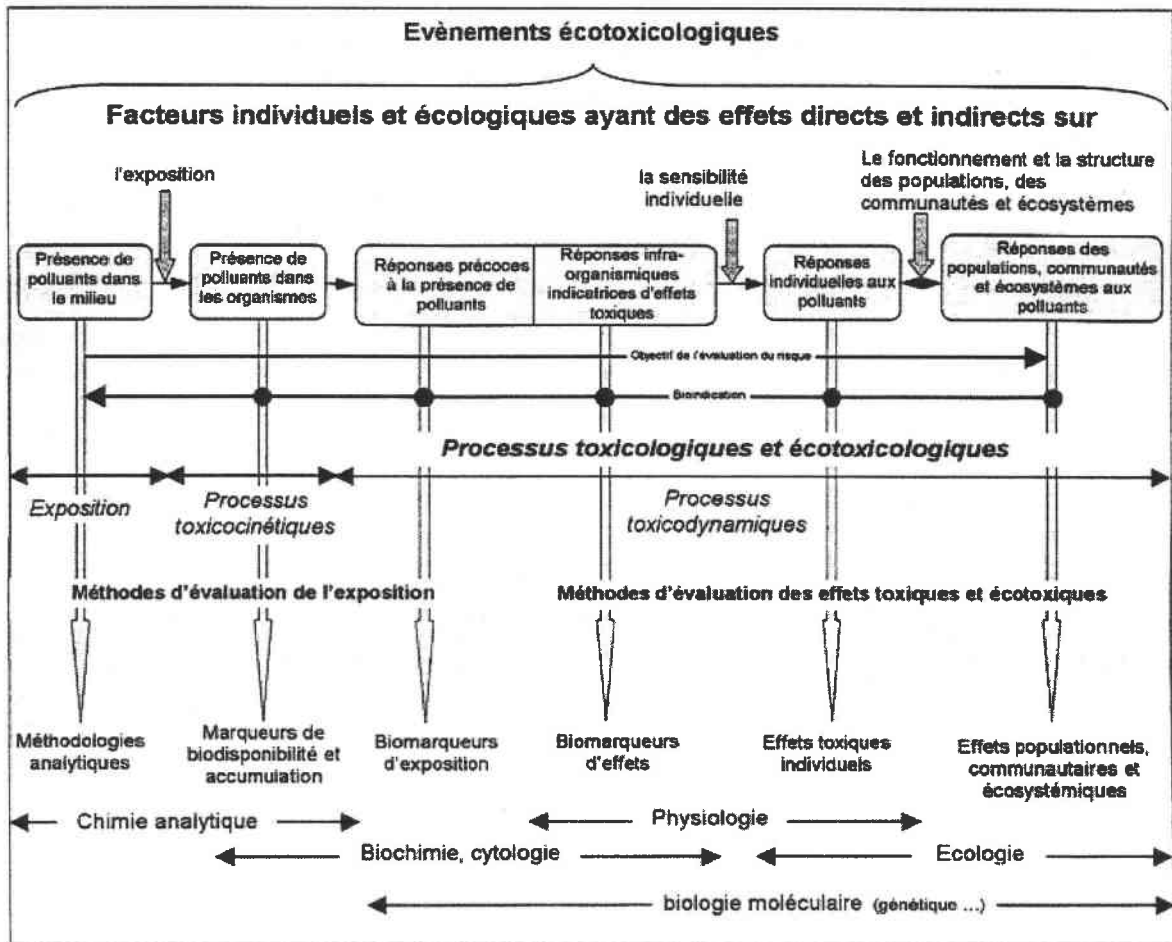 Evènements écotoxicologiques
Facteurs individuels et écologiques ayant des effets directs et indirects sur
l'exposition
la sensibilité
individuelle
Le fonctionnement et la structure
des populations, des
communautés et écosystèmes
Présence de
polluants dans
le milieu
Présence de
polluants dans
les organismes
Réponses précoces
à la présence de
polluants
Réponses infra-
organismiques
indicatrices d'effets
toxiques
Réponses
individuelles aux
polluants
Réponses des
populations, communautés
et écosystèmes aux
polluants
Objectif de l'évaluation du risque
Bioindication
Processus toxicologiques et écotoxicologiques
Exposition
Processus
toxicocinétiques
Processus
toxicodynamiques
Méthodes d'évaluation de l'exposition
Méthodes d'évaluation des effets toxiques et écotoxiques
Méthodologies
analytiques
Marqueurs de
biodisponibilité et
accumulation
Biomarqueurs
d'exposition
Biomarqueurs
d'effets
Effets toxiques
individuels
Effets populationnels,
communautaires et
écosystémiques
Chimie analytique
Physiologie
Biochimie, cytologie
Ecologie
biologie moléculaire (génétique ...)